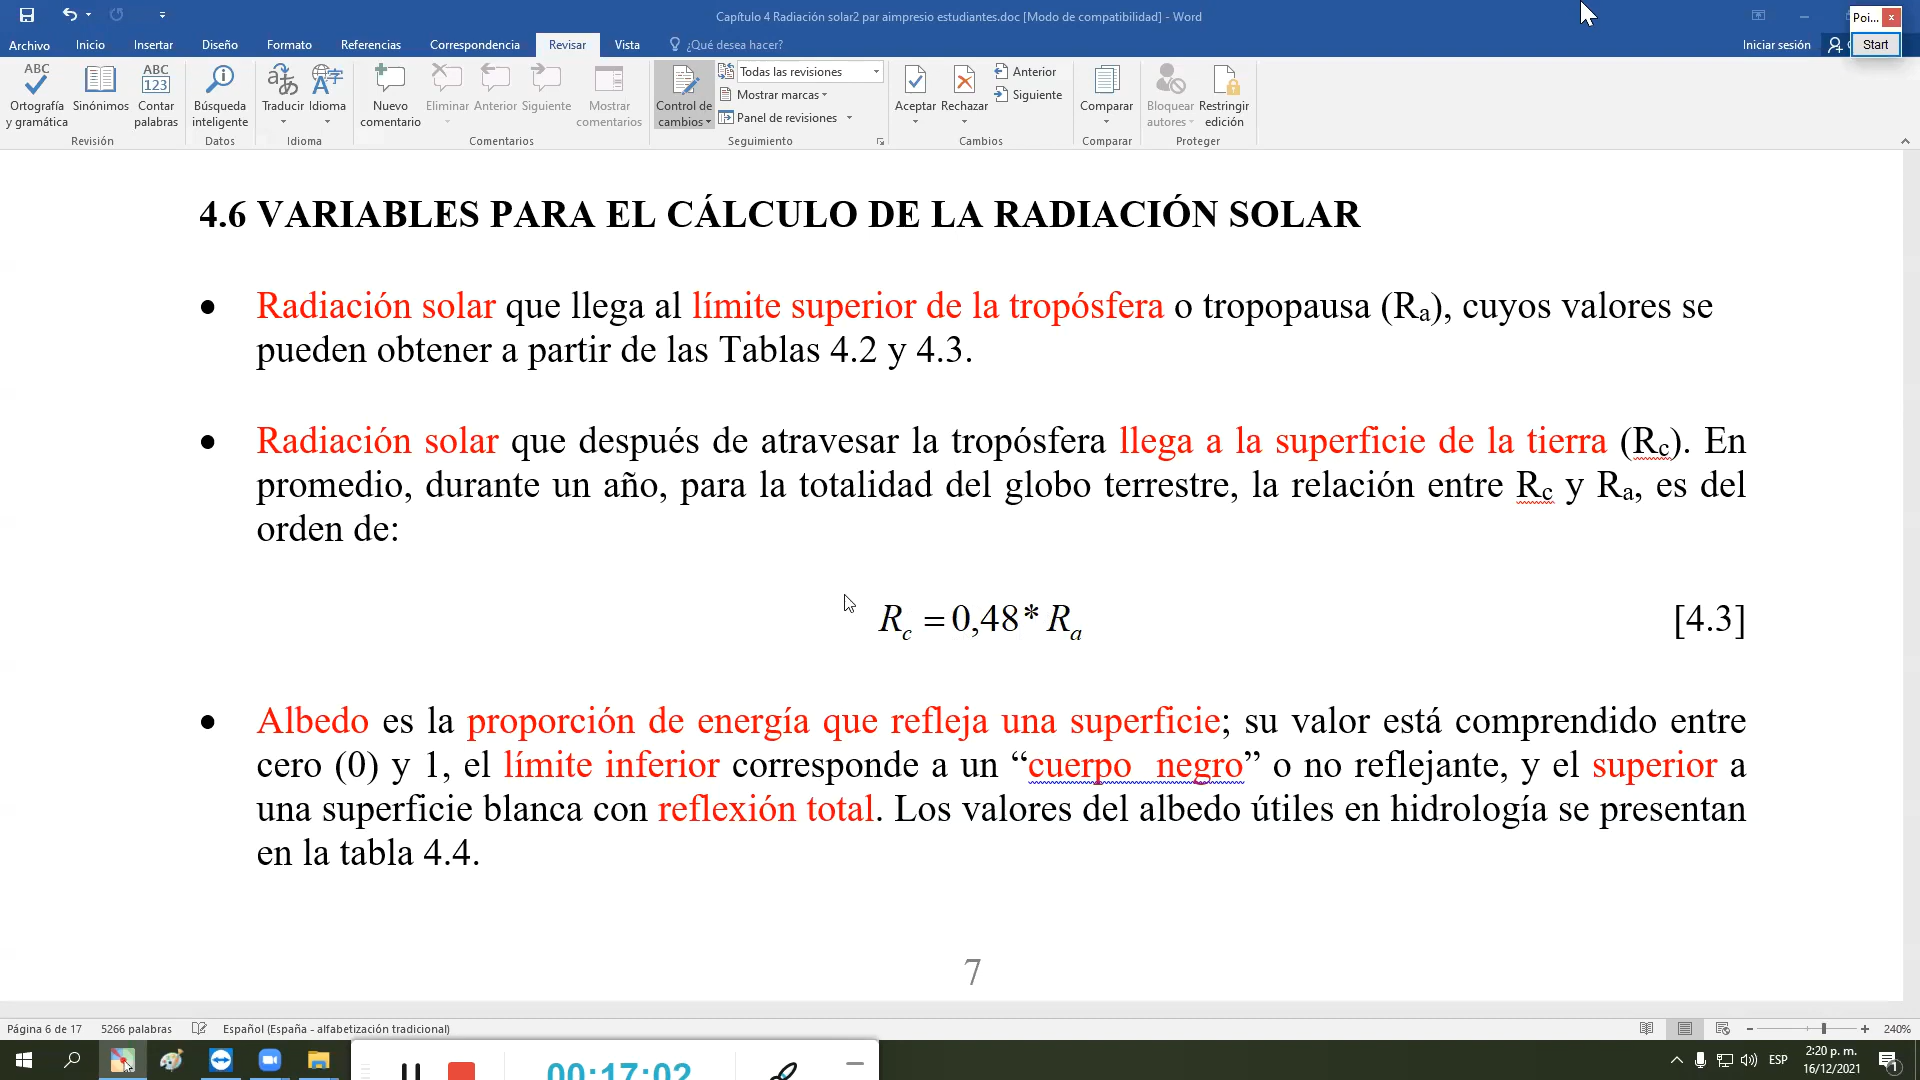 Capítulo 4 Radiación solar2 par aimpresio estudiantes.doc [Modo de compatibilidad] - Word
Poi...
Archivo Inicio Insertar Diseño Formato Referencias Correspondencia Revisar Vista ¿Qué desea hacer? Iniciar sesión Start
ABC ABC 123
Ortografía y gramática Sinónimos Contar palabras Búsqueda inteligente Traducir Idioma Nuevo comentario Eliminar Anterior Siguiente Mostrar comentarios Control de cambios
Todas las revisiones
Mostrar marcas
Panel de revisiones
Aceptar Rechazar
Anterior
Siguiente
Comparar Bloquear autores Restringir edición
Revisión Datos Idioma Comentarios Seguimiento Cambios Comparar Proteger
4.6 VARIABLES PARA EL CÁLCULO DE LA RADIACIÓN SOLAR
• Radiación solar que llega al límite superior de la tropósfera o tropopausa (Ra), cuyos valores se
pueden obtener a partir de las Tablas 4.2 y 4.3.
• Radiación solar que después de atravesar la tropósfera llega a la superficie de la tierra (Rc). En
promedio, durante un año, para la totalidad del globo terrestre, la relación entre Rc y Ra, es del
orden de:
Rc = 0,48* Ra [4.3]
• Albedo es la proporción de energía que refleja una superficie; su valor está comprendido entre
cero (0) y 1, el límite inferior corresponde a un “cuerpo negro” o no reflejante, y el superior a
una superficie blanca con reflexión total. Los valores del albedo útiles en hidrología se presentan
en la tabla 4.4.
7
Página 6 de 17 5266 palabras Español (España - alfabetización tradicional) 240%
00:17:02 ESP 2:20 p. m.
16/12/2021